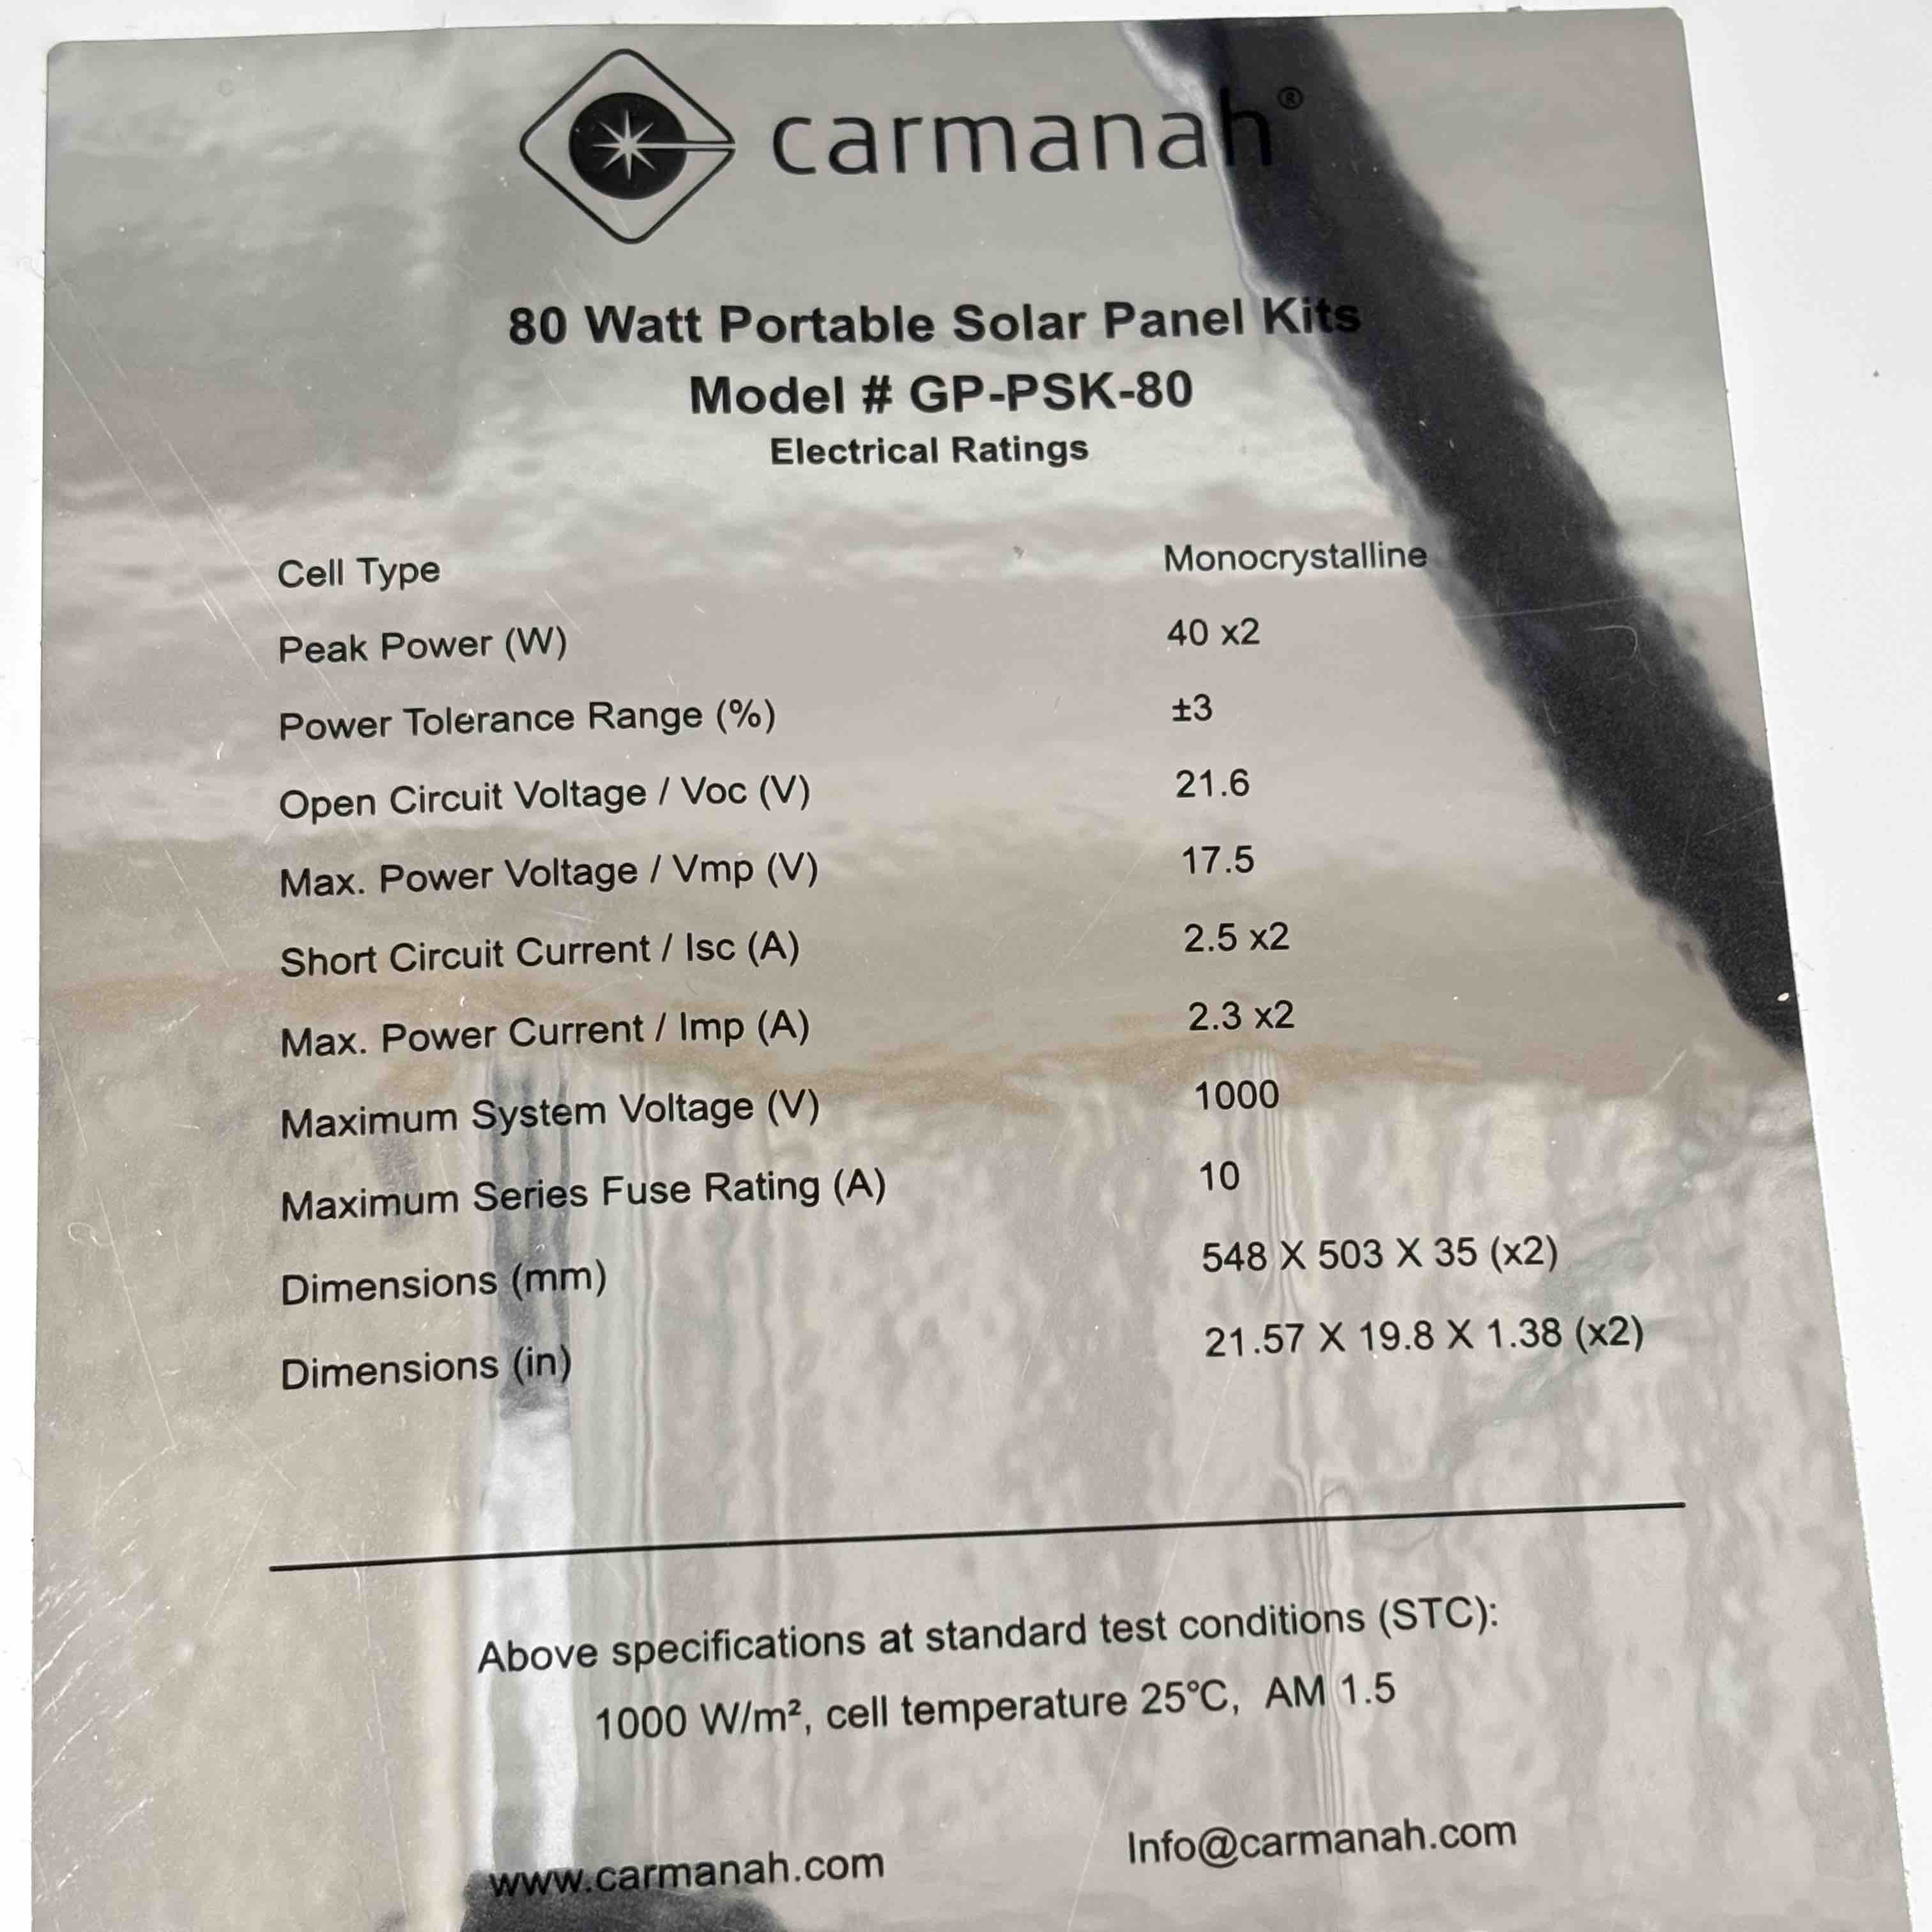 carmanah®
80 Watt Portable Solar Panel Kits
Model # GP-PSK-80
Electrical Ratings
Cell Type Monocrystalline
Peak Power (W) 40 x2
Power Tolerance Range (%) ±3
Open Circuit Voltage / Voc (V) 21.6
Max. Power Voltage / Vmp (V) 17.5
Short Circuit Current / Isc (A) 2.5 x2
Max. Power Current / Imp (A) 2.3 x2
Maximum System Voltage (V) 1000
Maximum Series Fuse Rating (A) 10
Dimensions (mm) 548 X 503 X 35 (x2)
Dimensions (in) 21.57 X 19.8 X 1.38 (x2)
Above specifications at standard test conditions (STC):
1000 W/m², cell temperature 25℃, AM 1.5
www.carmanah.com Info@carmanah.com